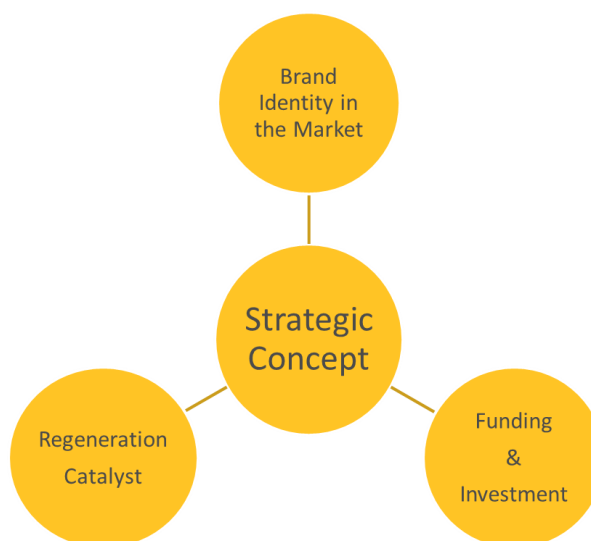 Brand
Identity in
the Market
Strategic
Concept
Regeneration
Catalyst
Funding
&
Investment